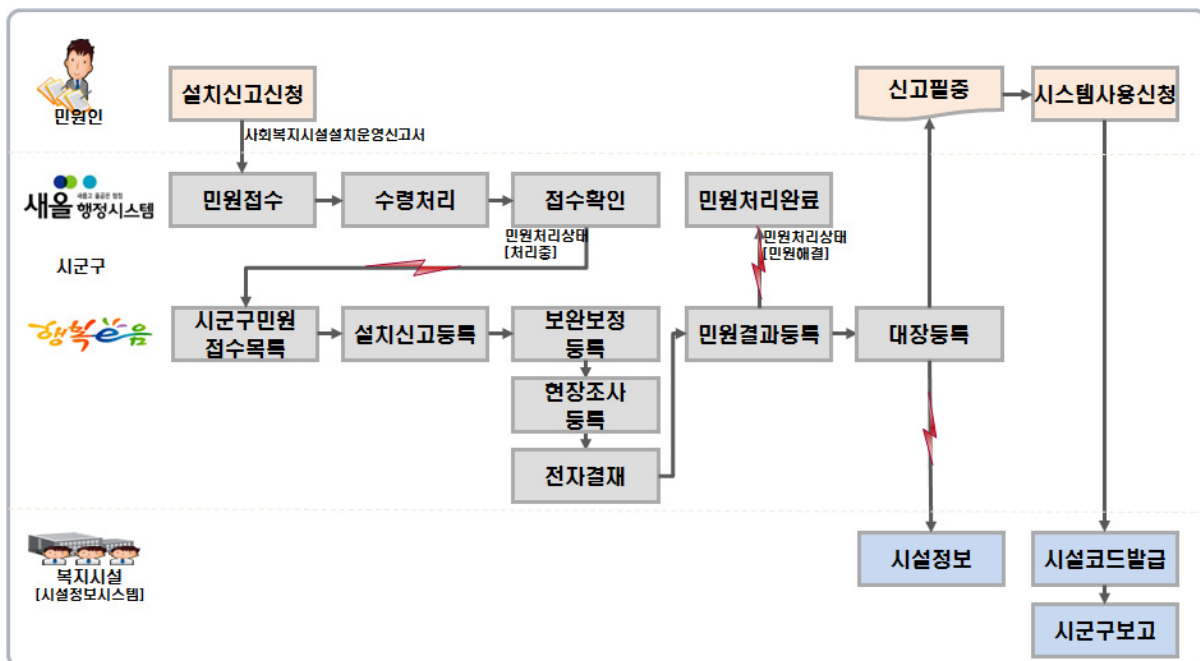 설치신고신청
신고필증
시스템사용신청
민원인
사회복지시설설치운영신고서
새올 행정시스템
민원접수
수령처리
접수확인
민원처리완료
민원처리상태
[처리중]
민원처리상태
[민원해결]
시군구
행복e음
시군구민원
접수목록
설치신고등록
보완보정
등록
민원결과등록
대장등록
현장조사
등록
전자결재
복지시설
[시설정보시스템]
시설정보
시설코드발급
시군구보고